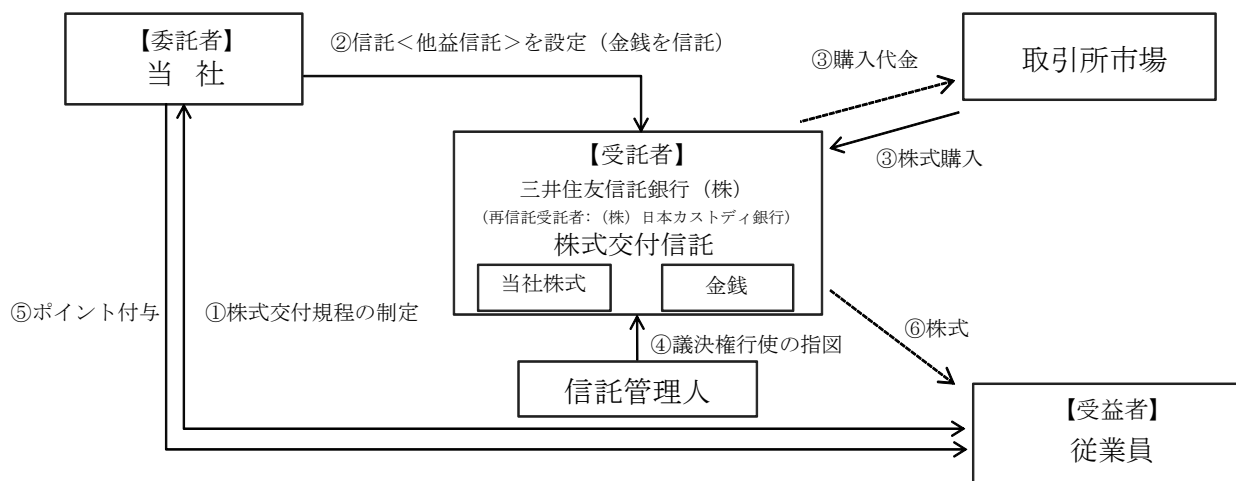 【委託者】
当 社
②信託＜他益信託＞を設定（金銭を信託）
③購入代金
取引所市場
③株式購入
【受託者】
三井住友信託銀行（株）
(再信託受託者:（株）日本カストディ銀行)
株式交付信託
当社株式
金銭
⑤ポイント付与
①株式交付規程の制定
④議決権行使の指図
⑥株式
信託管理人
【受益者】
従業員